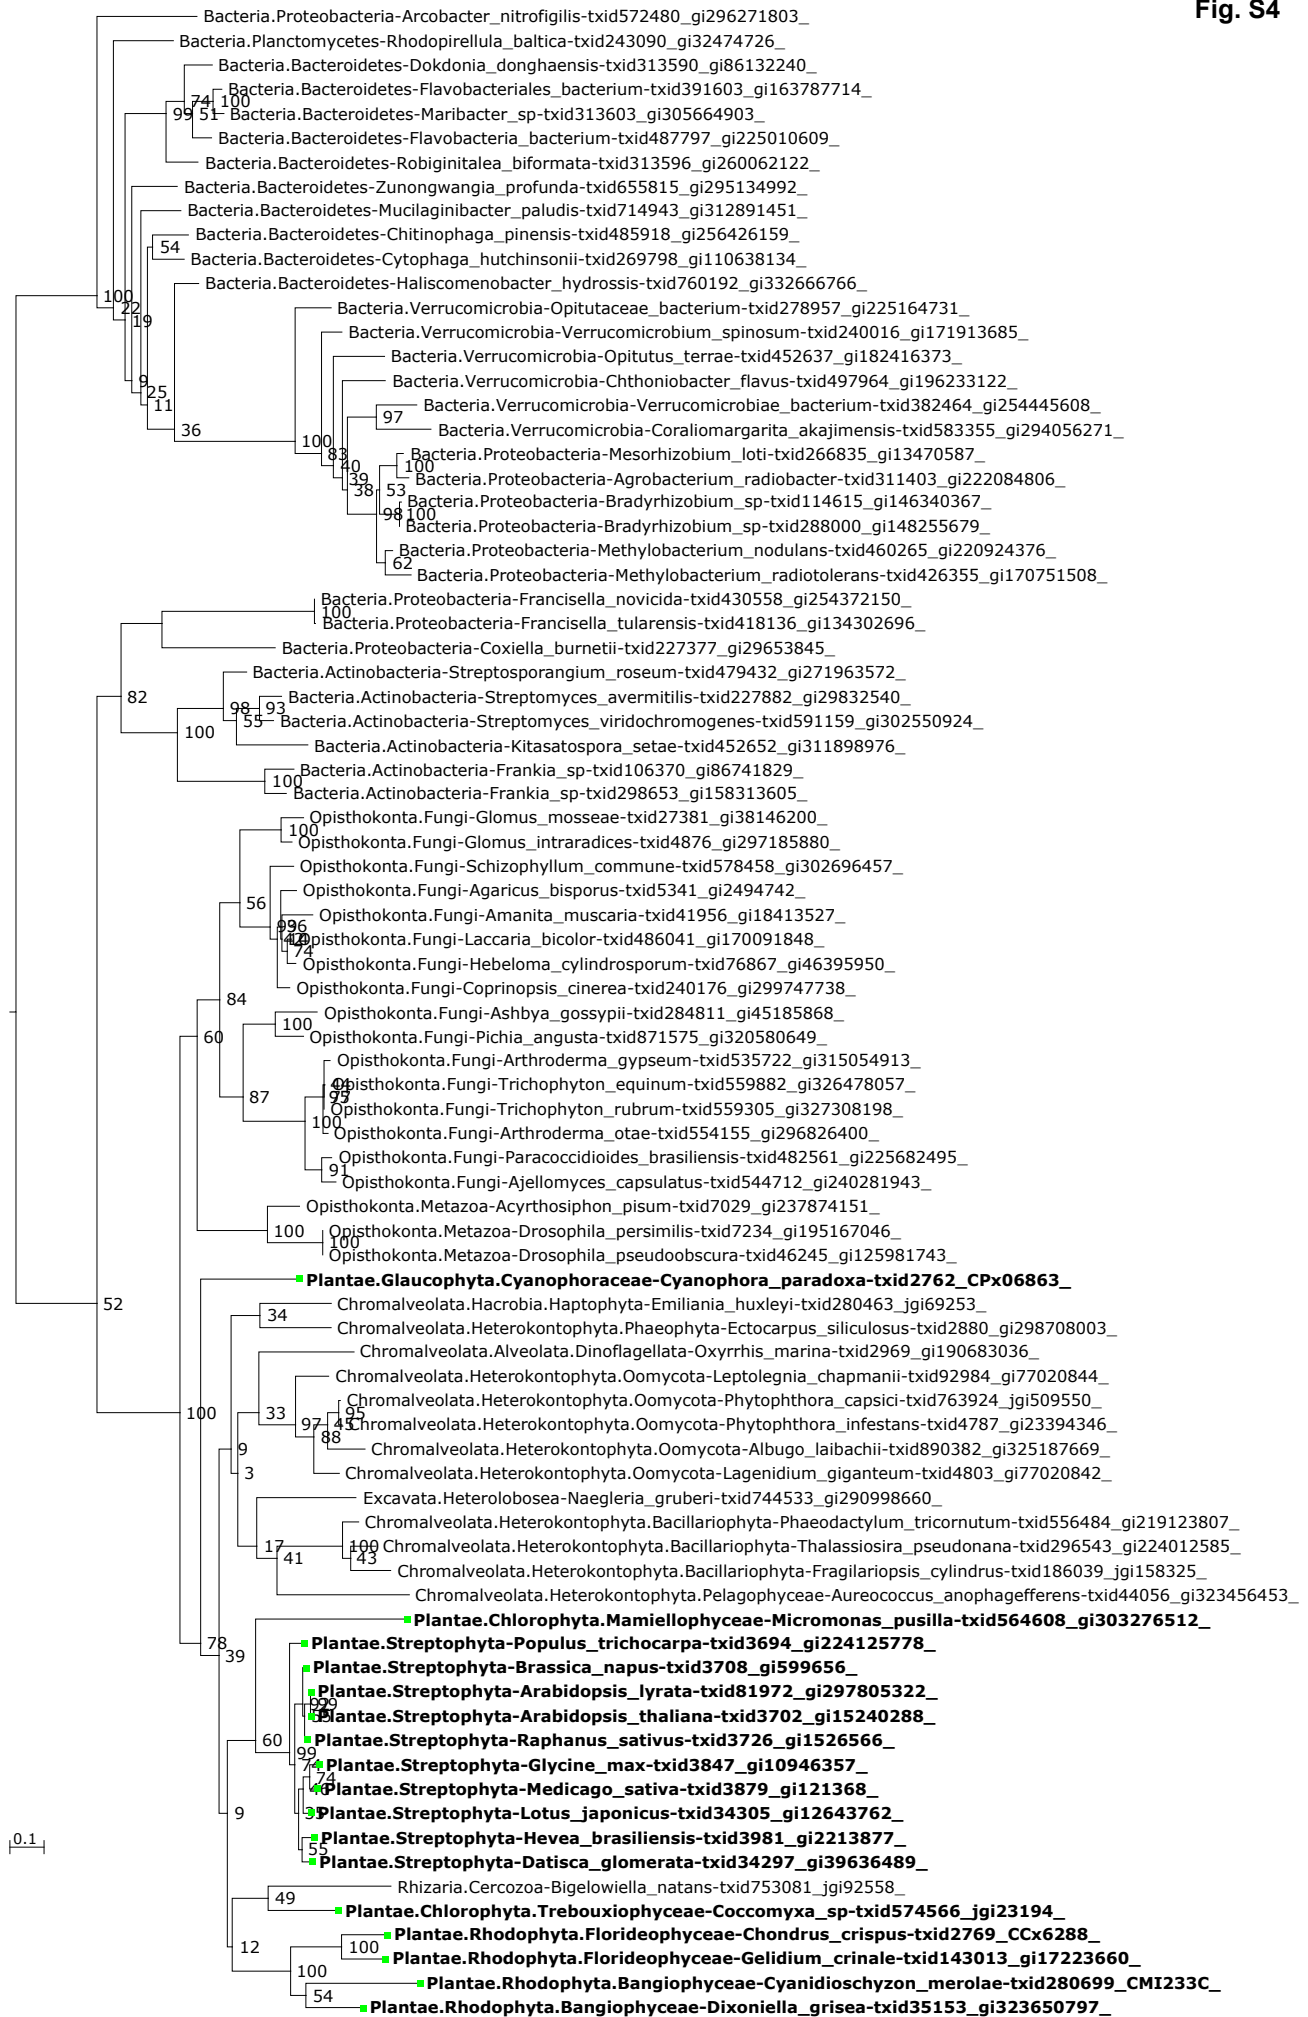 Fig. S4
Bacteria.Proteobacteria-Arcobacter_nitrofigilis-txid572480_gi296271803_
Bacteria.Planctomycetes-Rhodopirellula_baltica-txid243090_gi32474726_
Bacteria.Bacteroidetes-Dokdonia_donghaensis-txid313590_gi86132240_
Bacteria.Bacteroidetes-Flavobacteriales_bacterium-txid391603_gi163787714_
74 100
99 51 Bacteria.Bacteroidetes-Maribacter_sp-txid313603_gi305664903_
Bacteria.Bacteroidetes-Flavobacteria_bacterium-txid487797_gi225010609_
Bacteria.Bacteroidetes-Robiginitalea_biformata-txid313596_gi260062122_
Bacteria.Bacteroidetes-Zunongwangia_profunda-txid655815_gi295134992_
Bacteria.Bacteroidetes-Mucilaginibacter_paludis-txid714943_gi312891451_
Bacteria.Bacteroidetes-Chitinophaga_pinensis-txid485918_gi256426159_
54
Bacteria.Bacteroidetes-Cytophaga_hutchinsonii-txid269798_gi110638134_
Bacteria.Bacteroidetes-Haliscomenobacter_hydrossis-txid760192_gi332666766_
100
22
19
Bacteria.Verrucomicrobia-Opitutaceae_bacterium-txid278957_gi225164731_
Bacteria.Verrucomicrobia-Verrucomicrobium_spinosum-txid240016_gi171913685_
Bacteria.Verrucomicrobia-Opitutus_terrae-txid452637_gi182416373_
9
Bacteria.Verrucomicrobia-Chthoniobacter_flavus-txid497964_gi196233122_
25
11
Bacteria.Verrucomicrobia-Verrucomicrobiae_bacterium-txid382464_gi254445608_
97
36
Bacteria.Verrucomicrobia-Coraliomargarita_akajimensis-txid583355_gi294056271_
100
83
40
Bacteria.Proteobacteria-Mesorhizobium_loti-txid266835_gi13470587_
100
39
Bacteria.Proteobacteria-Agrobacterium_radiobacter-txid311403_gi222084806_
38 53
Bacteria.Proteobacteria-Bradyrhizobium_sp-txid114615_gi146340367_
98 100
Bacteria.Proteobacteria-Bradyrhizobium_sp-txid288000_gi148255679_
Bacteria.Proteobacteria-Methylobacterium_nodulans-txid460265_gi220924376_
62
Bacteria.Proteobacteria-Methylobacterium_radiotolerans-txid426355_gi170751508_
Bacteria.Proteobacteria-Francisella_novicida-txid430558_gi254372150_
100
Bacteria.Proteobacteria-Francisella_tularensis-txid418136_gi134302696_
Bacteria.Proteobacteria-Coxiella_burnetii-txid227377_gi29653845_
Bacteria.Actinobacteria-Streptosporangium_roseum-txid479432_gi271963572_
82
Bacteria.Actinobacteria-Streptomyces_avermitilis-txid227882_gi29832540_
98 93
55 Bacteria.Actinobacteria-Streptomyces_viridochromogenes-txid591159_gi302550924_
100
Bacteria.Actinobacteria-Kitasatospora_setae-txid452652_gi311898976_
Bacteria.Actinobacteria-Frankia_sp-txid106370_gi86741829_
100
Bacteria.Actinobacteria-Frankia_sp-txid298653_gi158313605_
Opisthokonta.Fungi-Glomus_mosseae-txid27381_gi38146200_
100
Opisthokonta.Fungi-Glomus_intraradices-txid4876_gi297185880_
Opisthokonta.Fungi-Schizophyllum_commune-txid578458_gi302696457_
Opisthokonta.Fungi-Agaricus_bisporus-txid5341_gi2494742_
56
Opisthokonta.Fungi-Amanita_muscaria-txid41956_gi18413527_
Opisthokonta.Fungi-Laccaria_bicolor-txid486041_gi170091848_
74
Opisthokonta.Fungi-Hebeloma_cylindrosporum-txid76867_gi46395950_
Opisthokonta.Fungi-Coprinopsis_cinerea-txid240176_gi299747738_
84
Opisthokonta.Fungi-Ashbya_gossypii-txid284811_gi45185868_
100
Opisthokonta.Fungi-Pichia_angusta-txid871575_gi320580649_
60
Opisthokonta.Fungi-Arthroderma_gypseum-txid535722_gi315054913_
Opisthokonta.Fungi-Trichophyton_equinum-txid559882_gi326478057_
87
Opisthokonta.Fungi-Trichophyton_rubrum-txid559305_gi327308198_
100
Opisthokonta.Fungi-Arthroderma_otae-txid554155_gi296826400_
Opisthokonta.Fungi-Paracoccidioides_brasiliensis-txid482561_gi225682495_
91
Opisthokonta.Fungi-Ajellomyces_capsulatus-txid544712_gi240281943_
Opisthokonta.Metazoa-Acyrthosiphon_pisum-txid7029_gi237874151_
100
Opisthokonta.Metazoa-Drosophila_persimilis-txid7234_gi195167046_
100
Opisthokonta.Metazoa-Drosophila_pseudoobscura-txid46245_gi125981743_
Plantae.Glaucophyta.Cyanophoraceae-Cyanophora_paradoxa-txid2762_CPx06863_
52
Chromalveolata.Hacrobia.Haptophyta-Emiliania_huxleyi-txid280463_jgi69253_
34
Chromalveolata.Heterokontophyta.Phaeophyta-Ectocarpus_siliculosus-txid2880_gi298708003_
Chromalveolata.Alveolata.Dinoflagellata-Oxyrrhis_marina-txid2969_gi190683036_
Chromalveolata.Heterokontophyta.Oomycota-Leptolegnia_chapmanii-txid92984_gi77020844_
Chromalveolata.Heterokontophyta.Oomycota-Phytophthora_capsici-txid763924_jgi509550_
100 33 95
97 45 Chromalveolata.Heterokontophyta.Oomycota-Phytophthora_infestans-txid4787_gi23394346_
88
9
Chromalveolata.Heterokontophyta.Oomycota-Albugo_laibachii-txid890382_gi325187669_
3
Chromalveolata.Heterokontophyta.Oomycota-Lagenidium_giganteum-txid4803_gi77020842_
Excavata.Heterolobosea-Naegleria_gruberi-txid744533_gi290998660_
Chromalveolata.Heterokontophyta.Bacillariophyta-Phaeodactylum_tricornutum-txid556484_gi219123807_
17 100 Chromalveolata.Heterokontophyta.Bacillariophyta-Thalassiosira_pseudonana-txid296543_gi224012585_
41 43
Chromalveolata.Heterokontophyta.Bacillariophyta-Fragilariopsis_cylindrus-txid186039_jgi158325_
Chromalveolata.Heterokontophyta.Pelagophyceae-Aureococcus_anophagefferens-txid44056_gi323456453_
Plantae.Chlorophyta.Mamiellophyceae-Micromonas_pusilla-txid564608_gi303276512_
78
Plantae.Streptophyta-Populus_trichocarpa-txid3694_gi224125778_
39
Plantae.Streptophyta-Brassica_napus-txid3708_gi599656_
Plantae.Streptophyta-Arabidopsis_lyrata-txid81972_gi297805322_
Plantae.Streptophyta-Arabidopsis_thaliana-txid3702_gi15240288_
60
Plantae.Streptophyta-Raphanus_sativus-txid3726_gi1526566_
99
Plantae.Streptophyta-Glycine_max-txid3847_gi10946357_
74
74
Plantae.Streptophyta-Medicago_sativa-txid3879_gi121368_
9
Plantae.Streptophyta-Lotus_japonicus-txid34305_gi12643762_
0.1
Plantae.Streptophyta-Hevea_brasiliensis-txid3981_gi2213877_
55
Plantae.Streptophyta-Datisca_glomerata-txid34297_gi39636489_
Rhizaria.Cercozoa-Bigelowiella_natans-txid753081_jgi92558_
49
Plantae.Chlorophyta.Trebouxiophyceae-Coccomyxa_sp-txid574566_jgi23194_
Plantae.Rhodophyta.Florideophyceae-Chondrus_crispus-txid2769_CCx6288_
12 100
Plantae.Rhodophyta.Florideophyceae-Gelidium_crinale-txid143013_gi17223660_
100
Plantae.Rhodophyta.Bangiophyceae-Cyanidioschyzon_merolae-txid280699_CMI233C_
54
Plantae.Rhodophyta.Bangiophyceae-Dixoniella_grisea-txid35153_gi323650797_